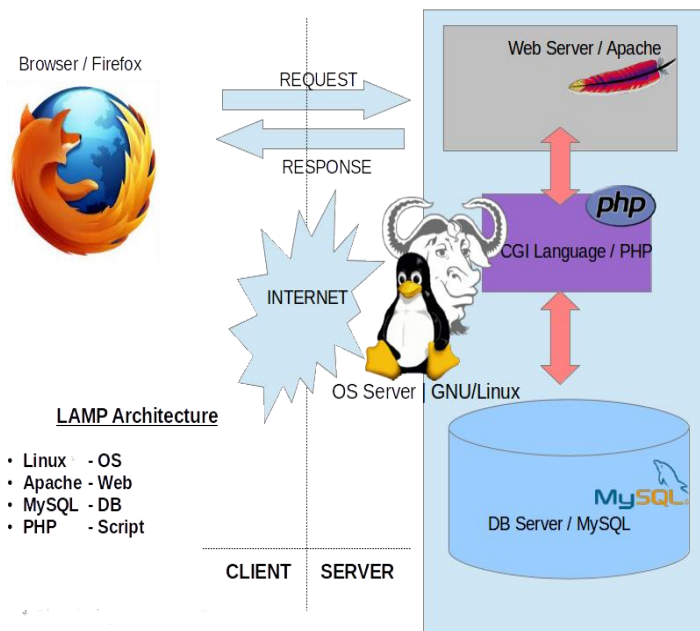 Browser / Firefox
REQUEST
RESPONSE
INTERNET
Web Server / Apache
php
CGI Language / PHP
OS Server | GNU/Linux
MySQL
DB Server / MySQL
LAMP Architecture
• Linux - OS
• Apache - Web
• MySQL - DB
• PHP - Script
CLIENT
SERVER